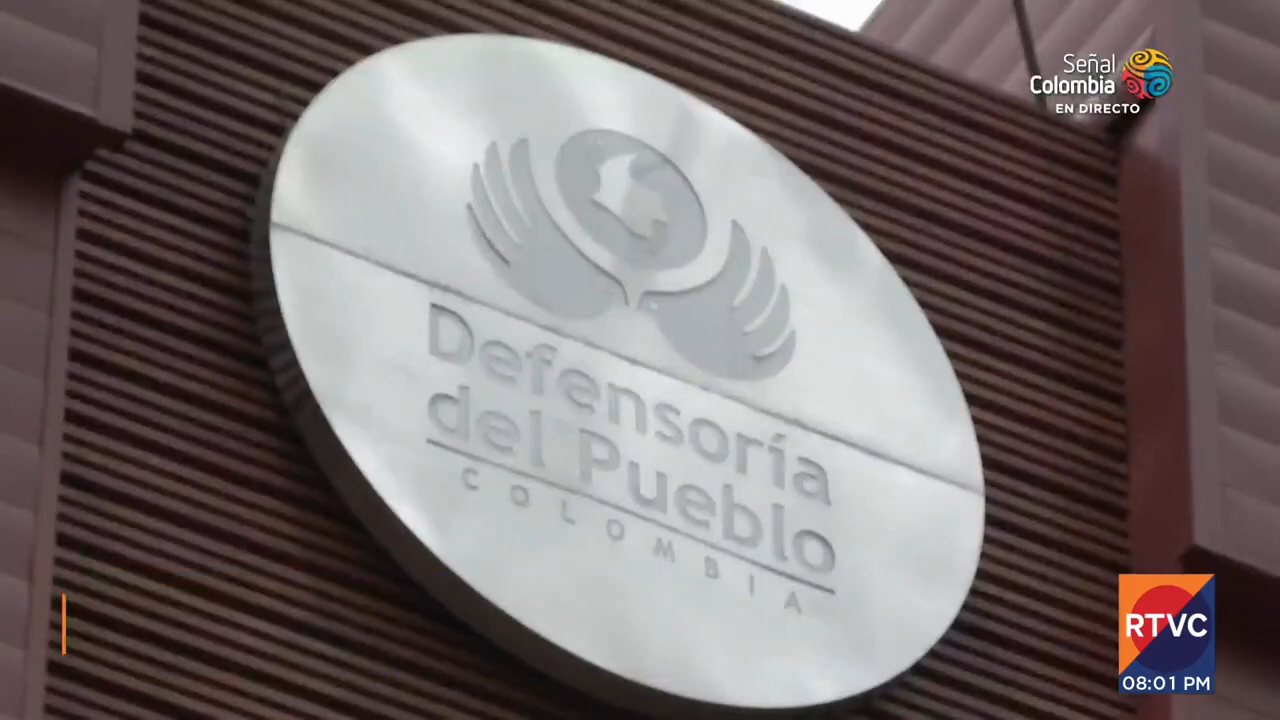 Señal
Colombia
EN DIRECTO
Defensoría
del Pueblo
COLOMBIA
RTVC
08:01 PM